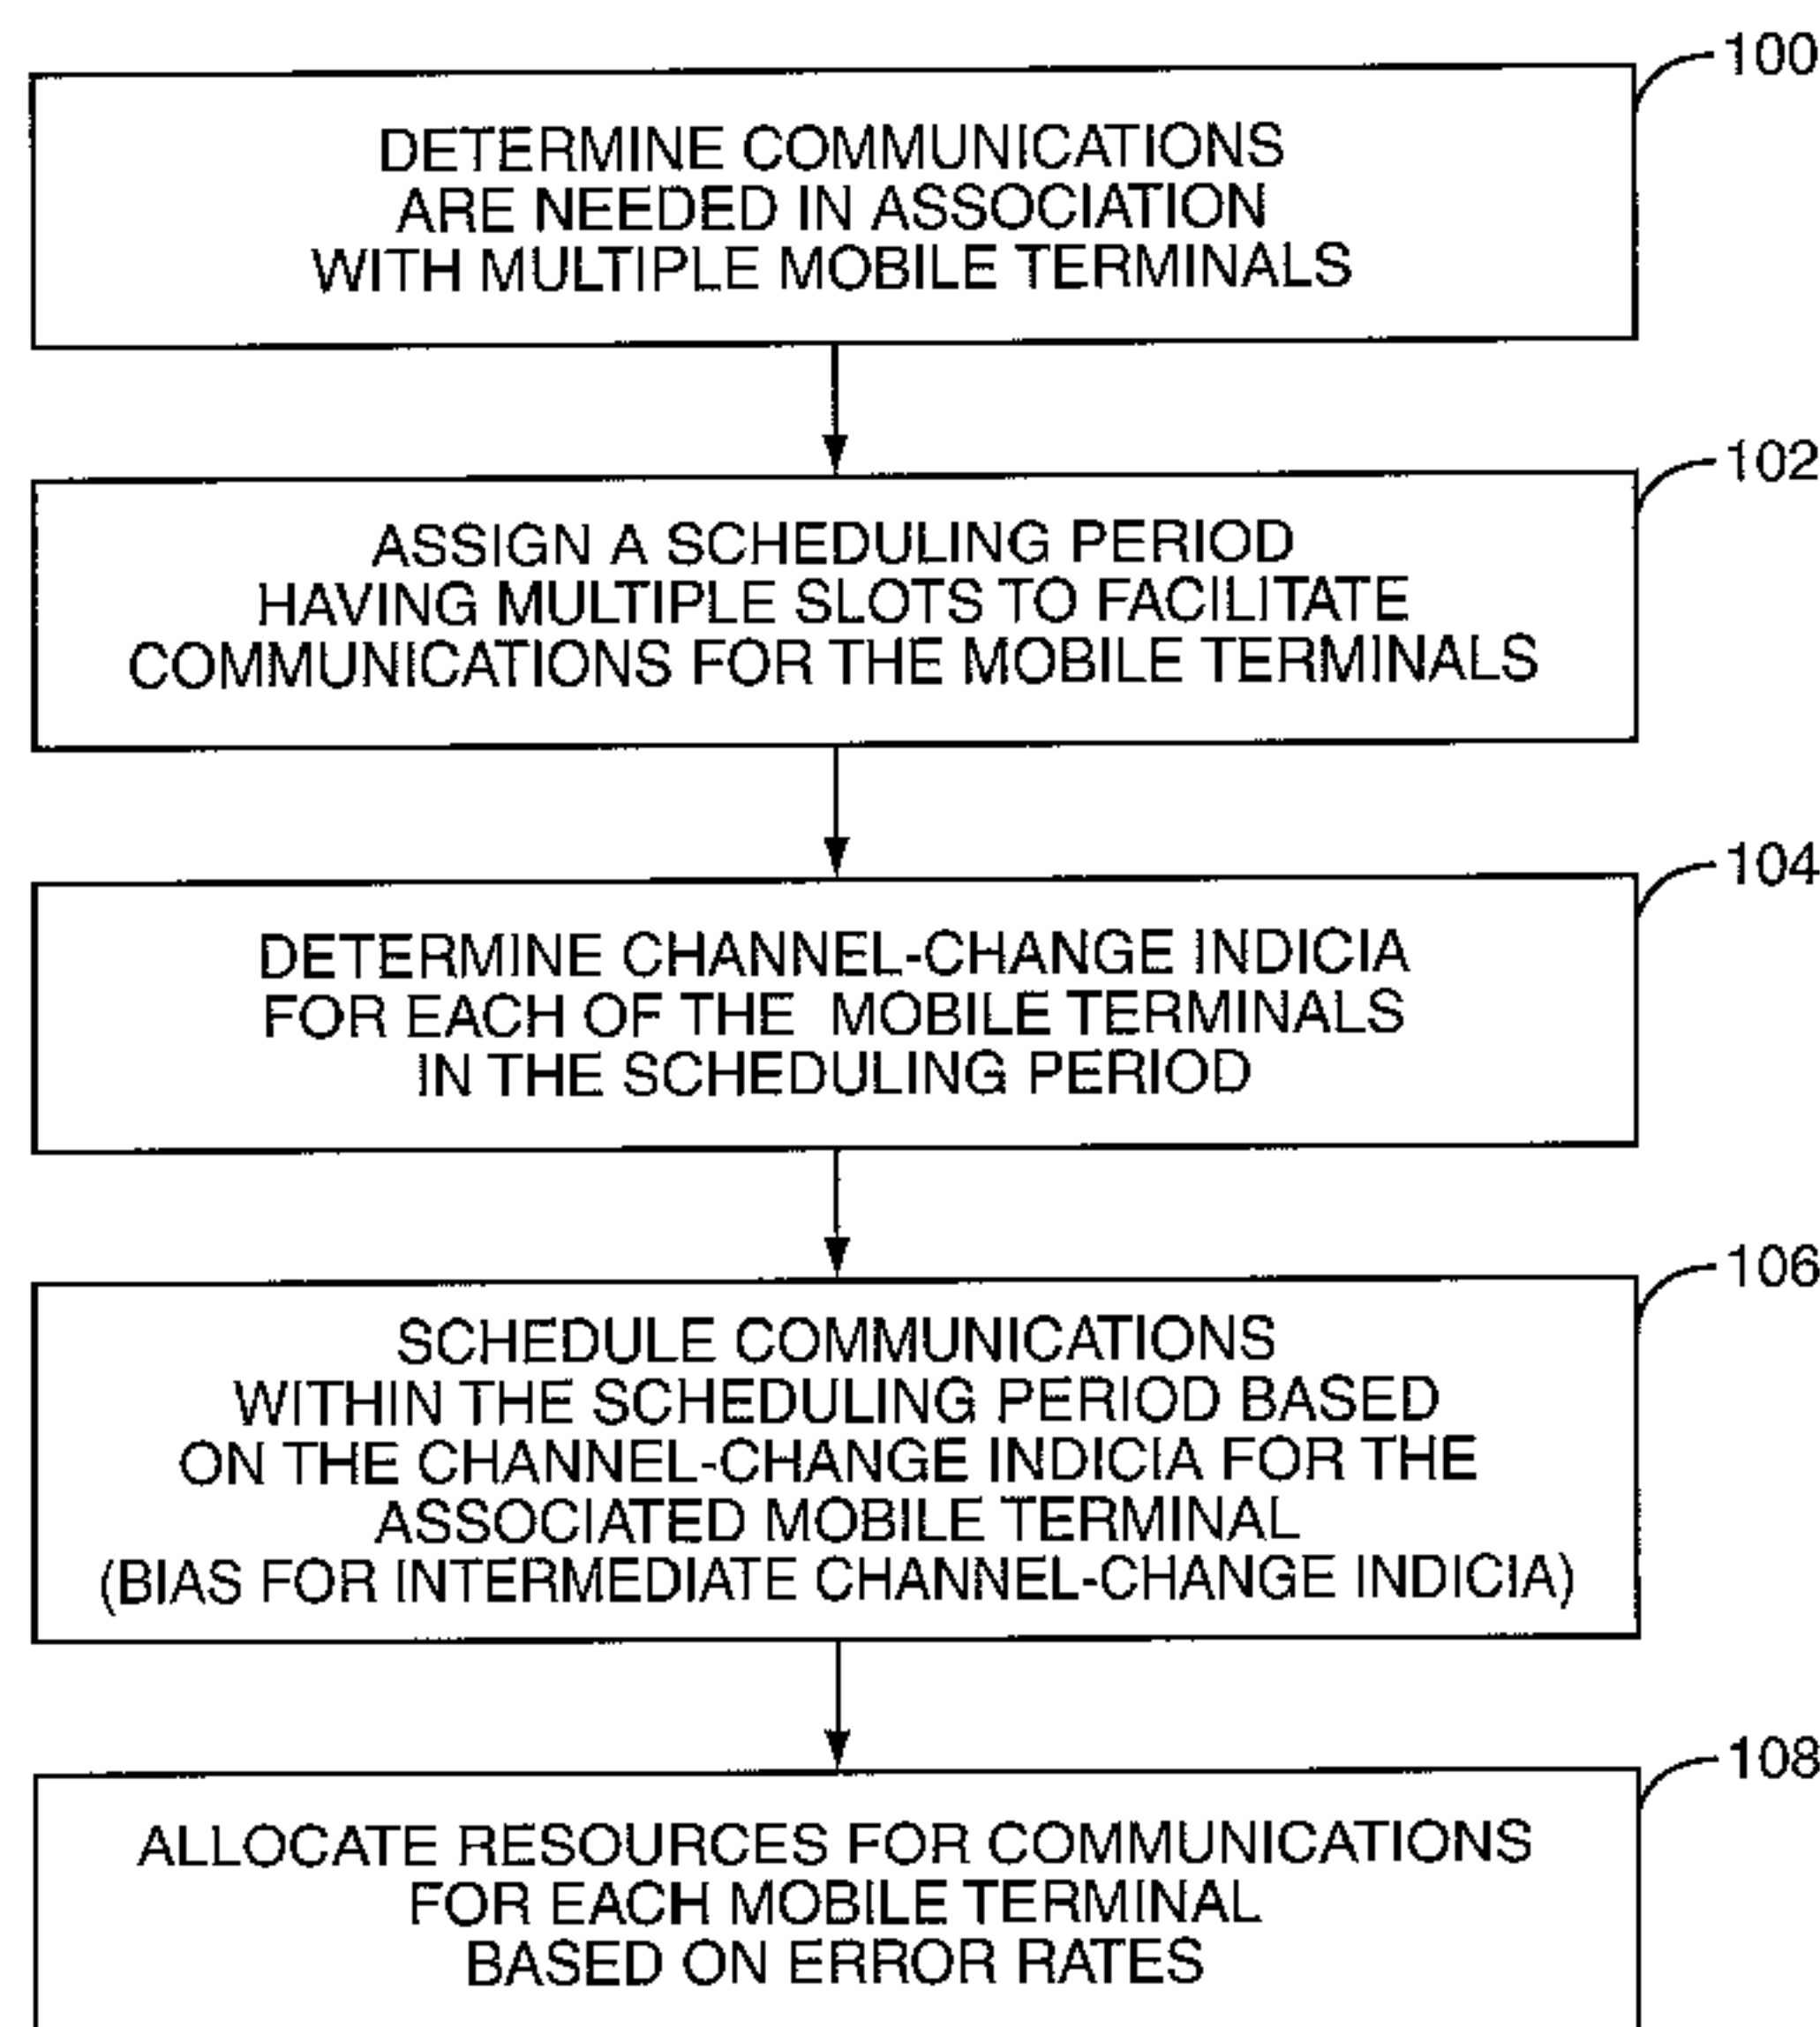 100
DETERMINE COMMUNICATIONS
ARE NEEDED IN ASSOCIATION
WITH MULTIPLE MOBILE TERMINALS
102
ASSIGN A SCHEDULING PERIOD
HAVING MULTIPLE SLOTS TO FACILITATE
COMMUNICATIONS FOR THE MOBILE TERMINALS
104
DETERMINE CHANNEL-CHANGE INDICIA
FOR EACH OF THE MOBILE TERMINALS
IN THE SCHEDULING PERIOD
106
SCHEDULE COMMUNICATIONS
WITHIN THE SCHEDULING PERIOD BASED
ON THE CHANNEL-CHANGE INDICIA FOR THE
ASSOCIATED MOBILE TERMINAL
(BIAS FOR INTERMEDIATE CHANNEL-CHANGE INDICIA)
108
ALLOCATE RESOURCES FOR COMMUNICATIONS
FOR EACH MOBILE TERMINAL
BASED ON ERROR RATES